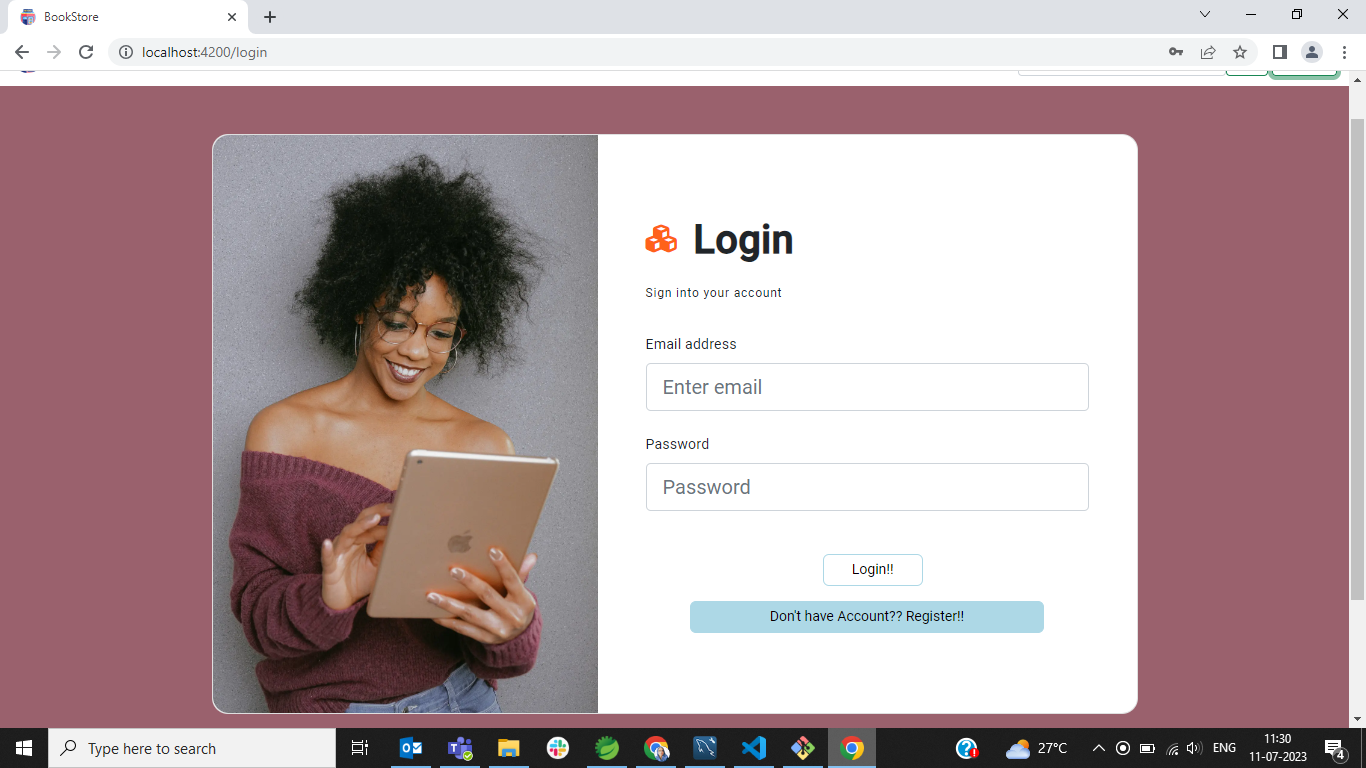 BookStore
localhost:4200/login
Login
Sign into your account
Email address
Enter email
Password
Password
Login!!
Don't have Account?? Register!!
Type here to search
27°C
ENG
11:30
11-07-2023
4